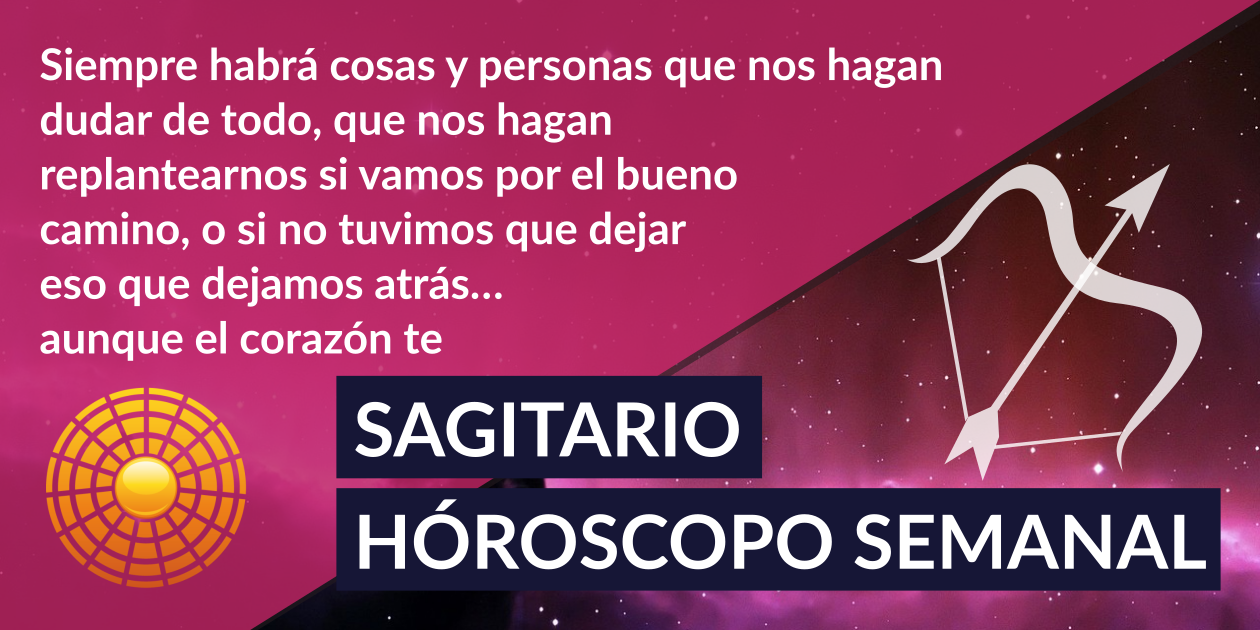 Siempre habrá cosas y personas que nos hagan
dudar de todo, que nos hagan
replantearnos si vamos por el bueno
camino, o si no tuvimos que dejar
eso que dejamos atrás...
aunque el corazón te
SAGITARIO
HÓROSCOPO SEMANAL